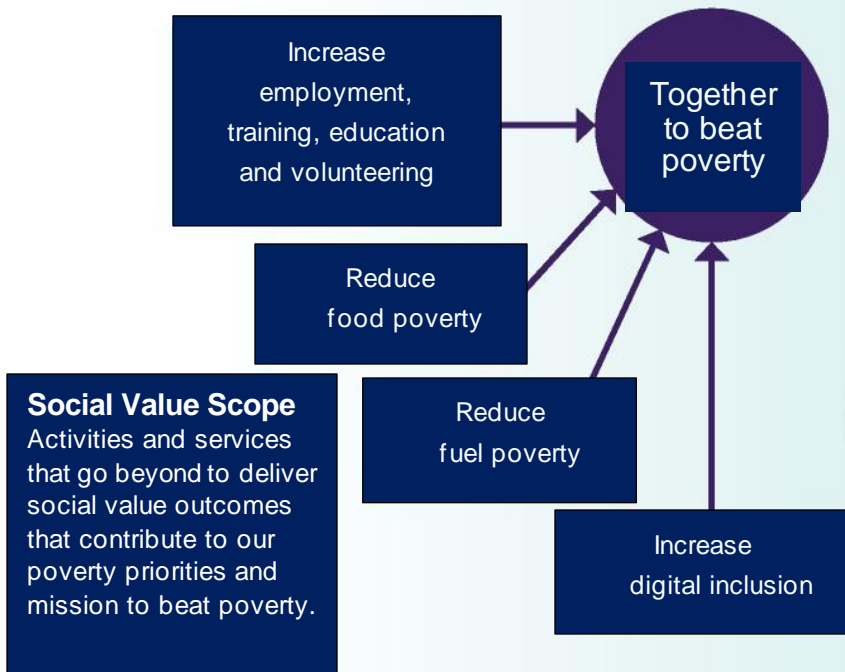 Increase
employment,
training, education
and volunteering
Together
to beat
poverty
Reduce
food poverty
Reduce
fuel poverty
Social Value Scope
Activities and services
that go beyond to deliver
social value outcomes
that contribute to our
poverty priorities and
mission to beat poverty.
Increase
digital inclusion